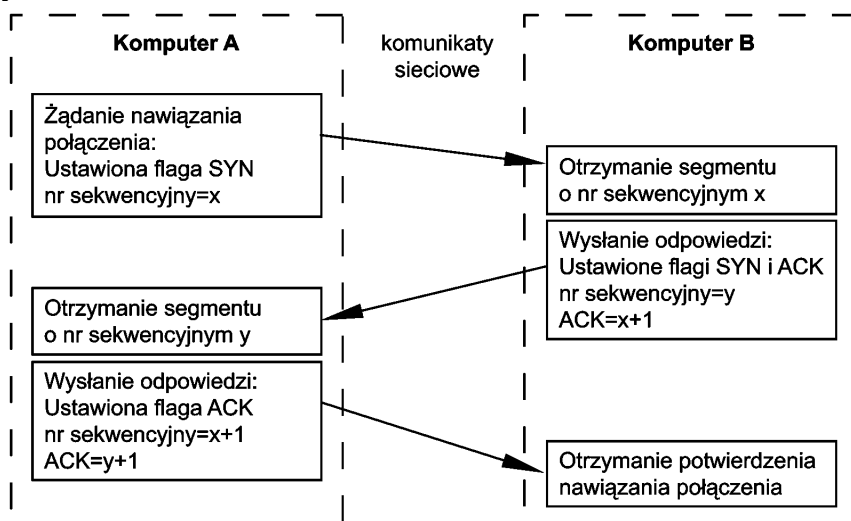 Komputer A
komunikaty
sieciowe
Komputer B
Żądanie nawiązania
połączenia:
Ustawiona flaga SYN
nr sekwencyjny=x
Otrzymanie segmentu
o nr sekwencyjnym x
Wysłanie odpowiedzi:
Ustawione flagi SYN i ACK
nr sekwencyjny=y
ACK=x+1
Otrzymanie segmentu
o nr sekwencyjnym y
Wysłanie odpowiedzi:
Ustawiona flaga ACK
nr sekwencyjny=x+1
ACK=y+1
Otrzymanie potwierdzenia
nawiązania połączenia